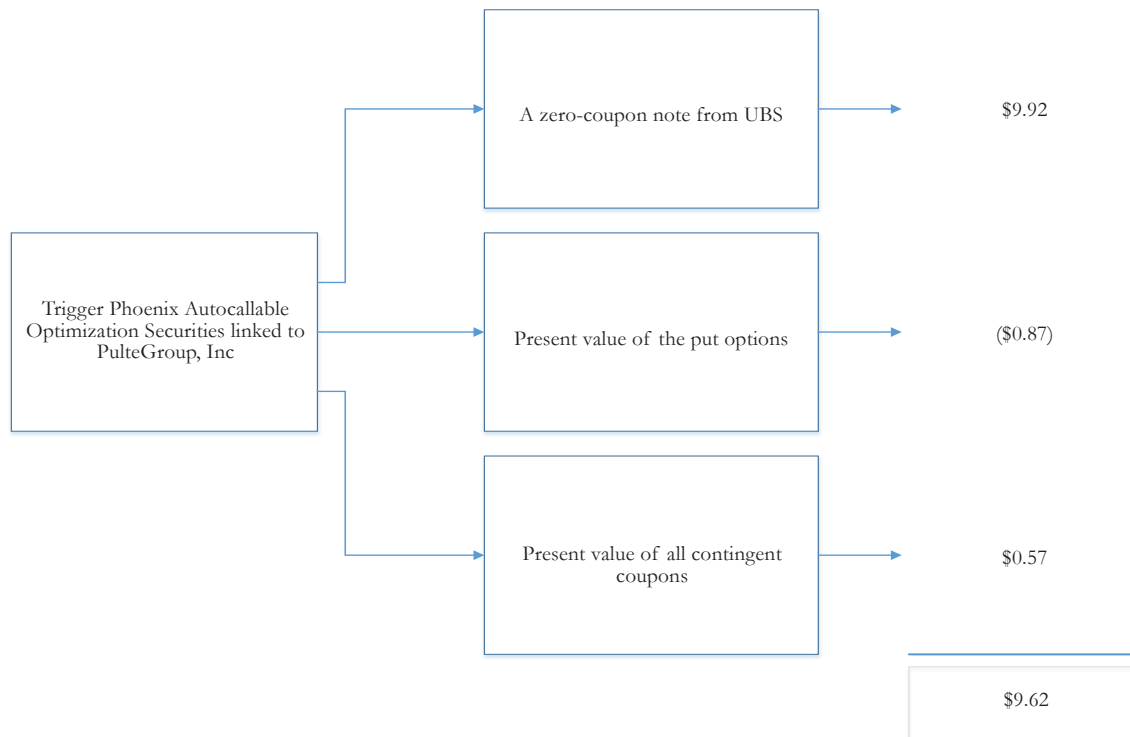 A zero-coupon note from UBS
$9.92
Trigger Phoenix Autocallable
Optimization Securities linked to
PulteGroup, Inc
Present value of the put options
($0.87)
Present value of all contingent
coupons
$0.57
$9.62